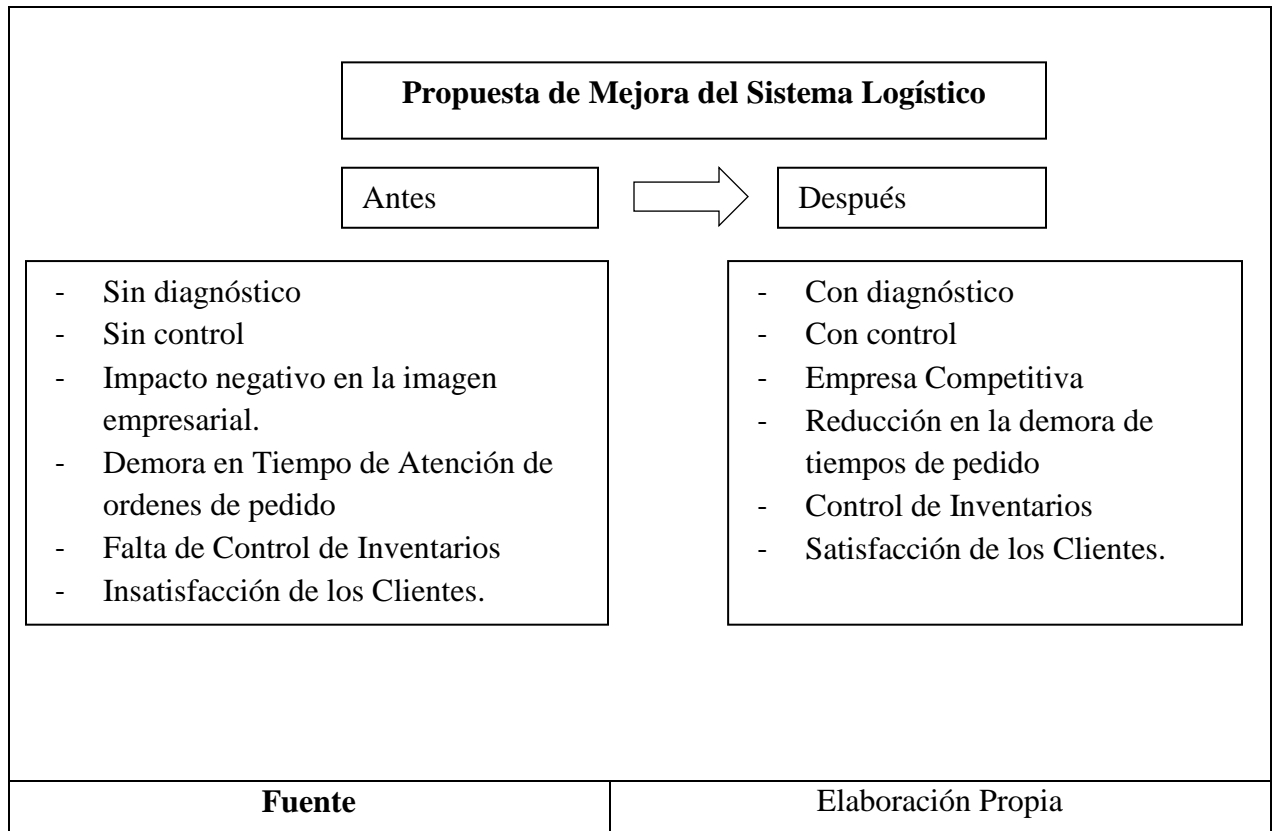 Propuesta de Mejora del Sistema Logístico
Antes
Después
- Sin diagnóstico
- Sin control
- Impacto negativo en la imagen
empresarial.
- Demora en Tiempo de Atención de
ordenes de pedido
- Falta de Control de Inventarios
- Insatisfacción de los Clientes.
- Con diagnóstico
- Con control
- Empresa Competitiva
- Reducción en la demora de
tiempos de pedido
- Control de Inventarios
- Satisfacción de los Clientes.
Fuente
Elaboración Propia